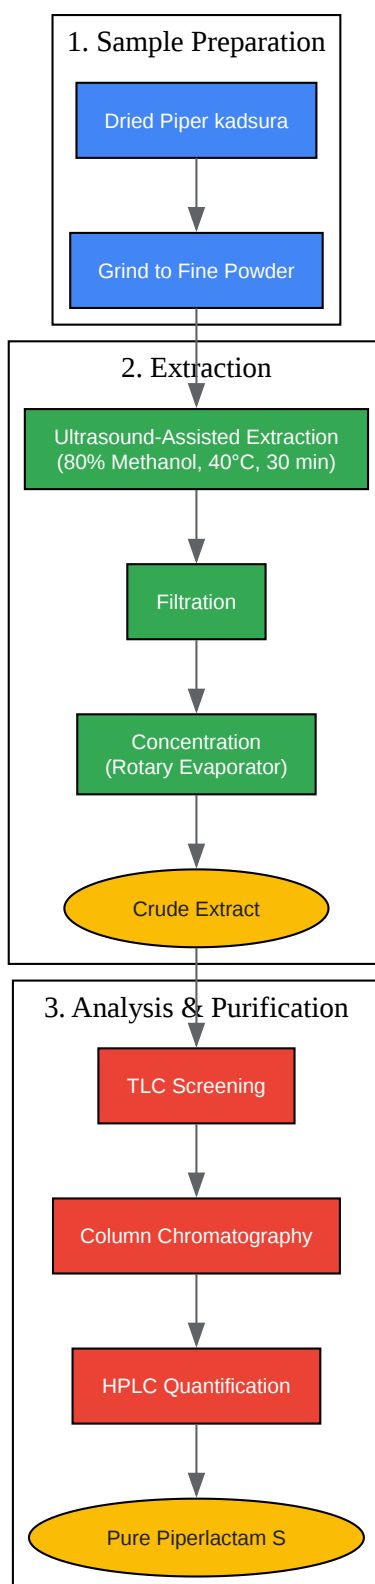 1. Sample Preparation
Dried Piper kadsura
Grind to Fine Powder
2. Extraction
Ultrasound-Assisted Extraction
(80% Methanol, 40°C, 30 min)
Filtration
Concentration
(Rotary Evaporator)
Crude Extract
3. Analysis & Purification
TLC Screening
Column Chromatography
HPLC Quantification
Pure Piperlactam S